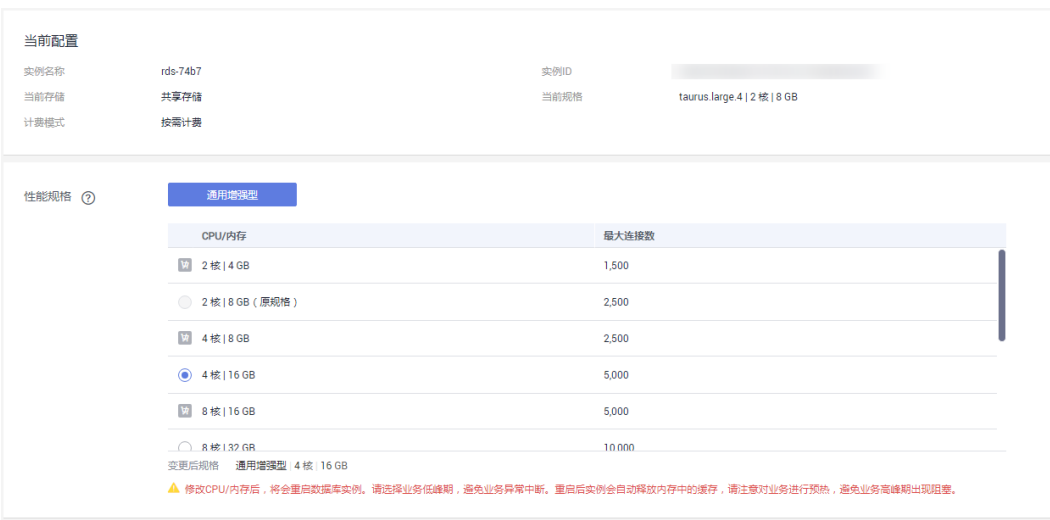 当前配置
实例名称 rds-74b7 实例ID
当前存储 共享存储 当前规格 taurus.large.4 | 2 核 | 8 GB
计费模式 按需计费
性能规格 ? 通用增强型
CPU/内存 最大连接数
2 核 | 4 GB 1,500
2 核 | 8 GB ( 原规格 ) 2,500
4 核 | 8 GB 2,500
4 核 | 16 GB 5,000
8 核 | 16 GB 5,000
8 核 | 32 GB 10,000
变更后规格 通用增强型 | 4 核 | 16 GB
修改CPU/内存后，将会重启数据库实例。请选择业务低峰期，避免业务异常中断。重启后实例会自动释放内存中的缓存，请注意对业务进行预热，避免业务高峰期出现阻塞。